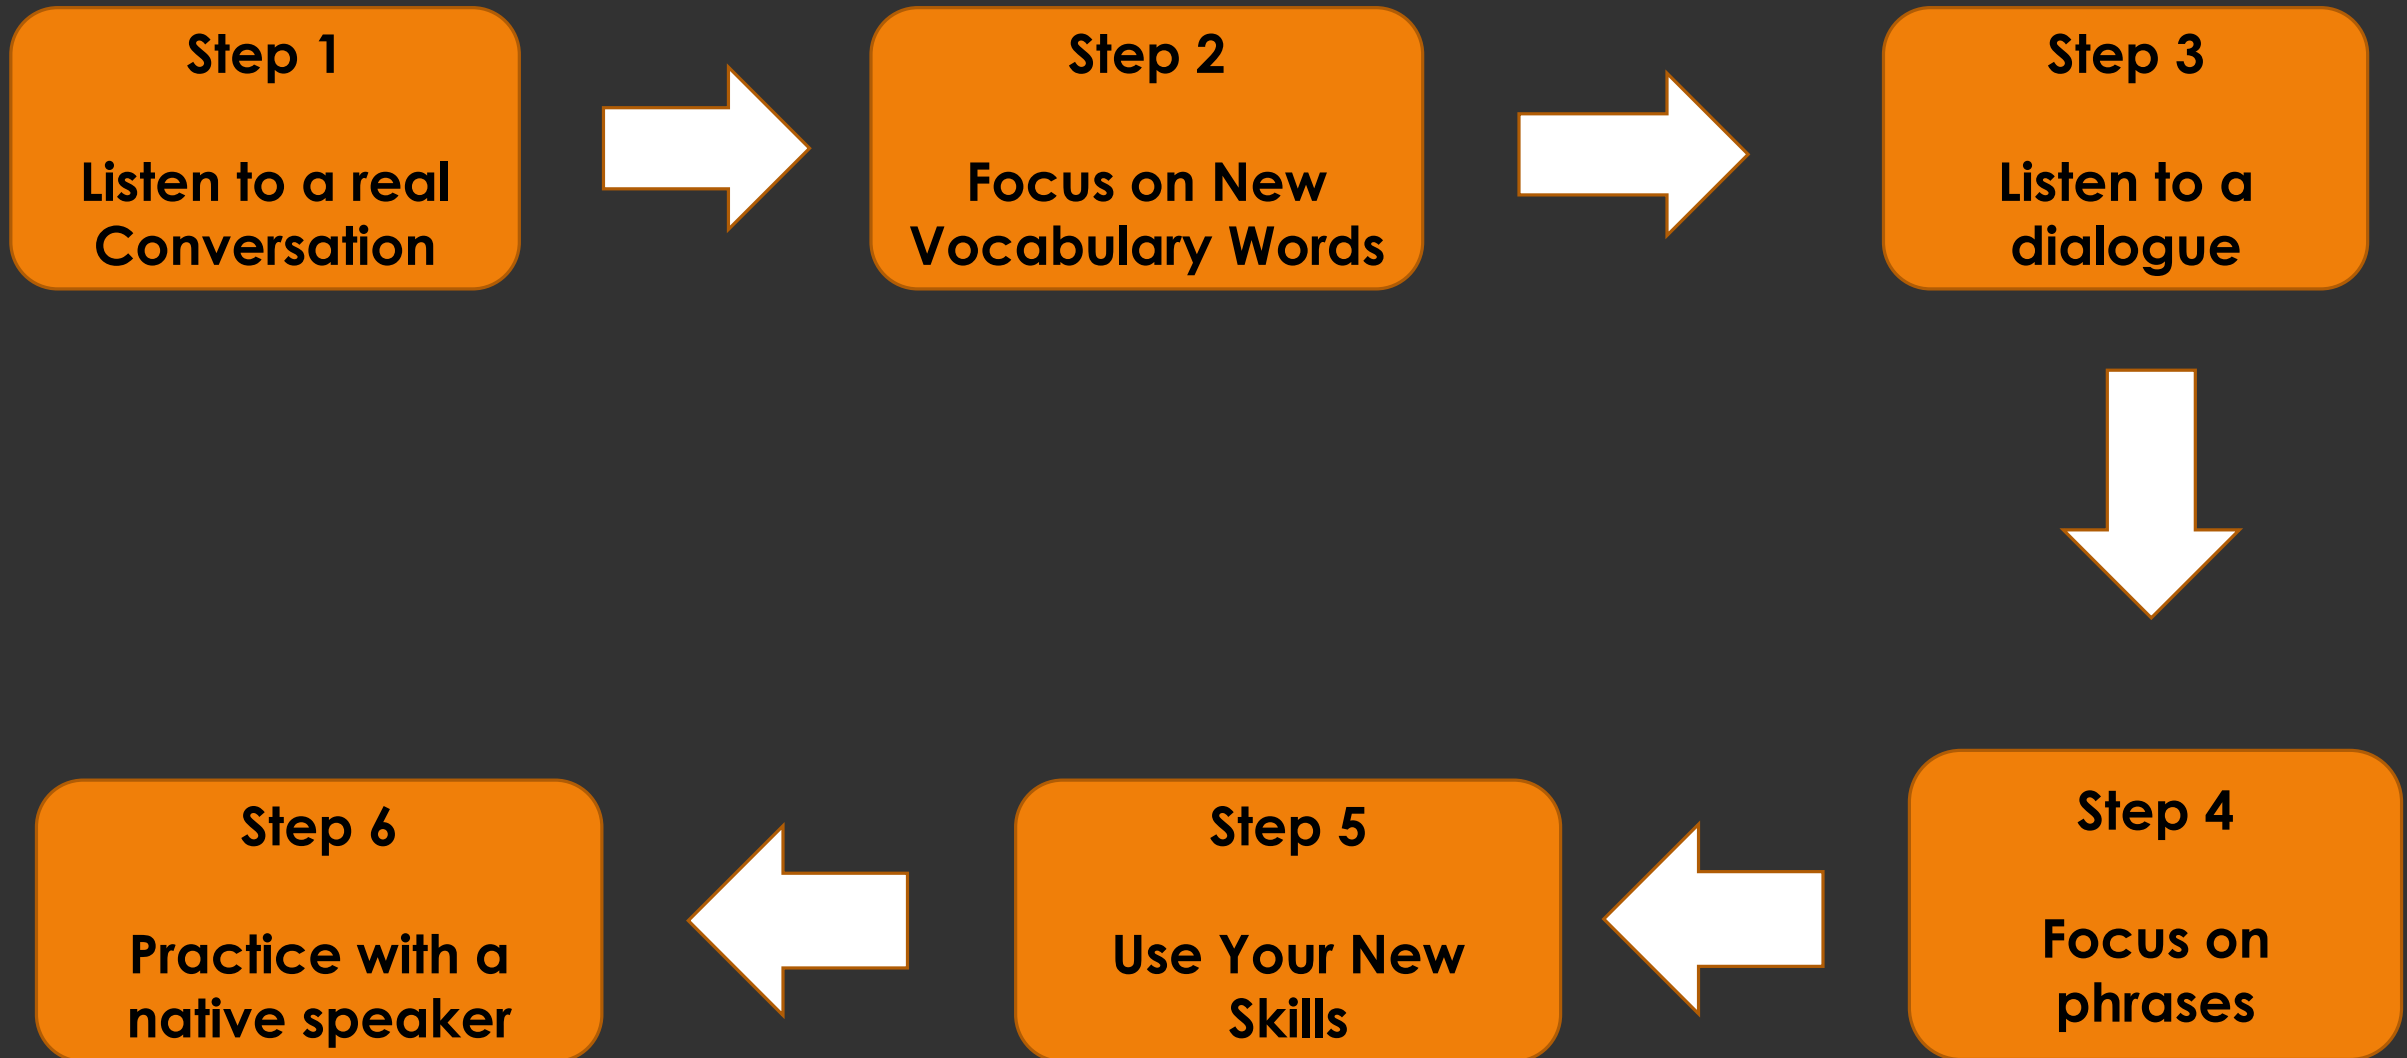 Step 1
Listen to a real
Conversation
Step 2
Focus on New
Vocabulary Words
Step 3
Listen to a
dialogue
Step 4
Focus on
phrases
Step 5
Use Your New
Skills
Step 6
Practice with a
native speaker